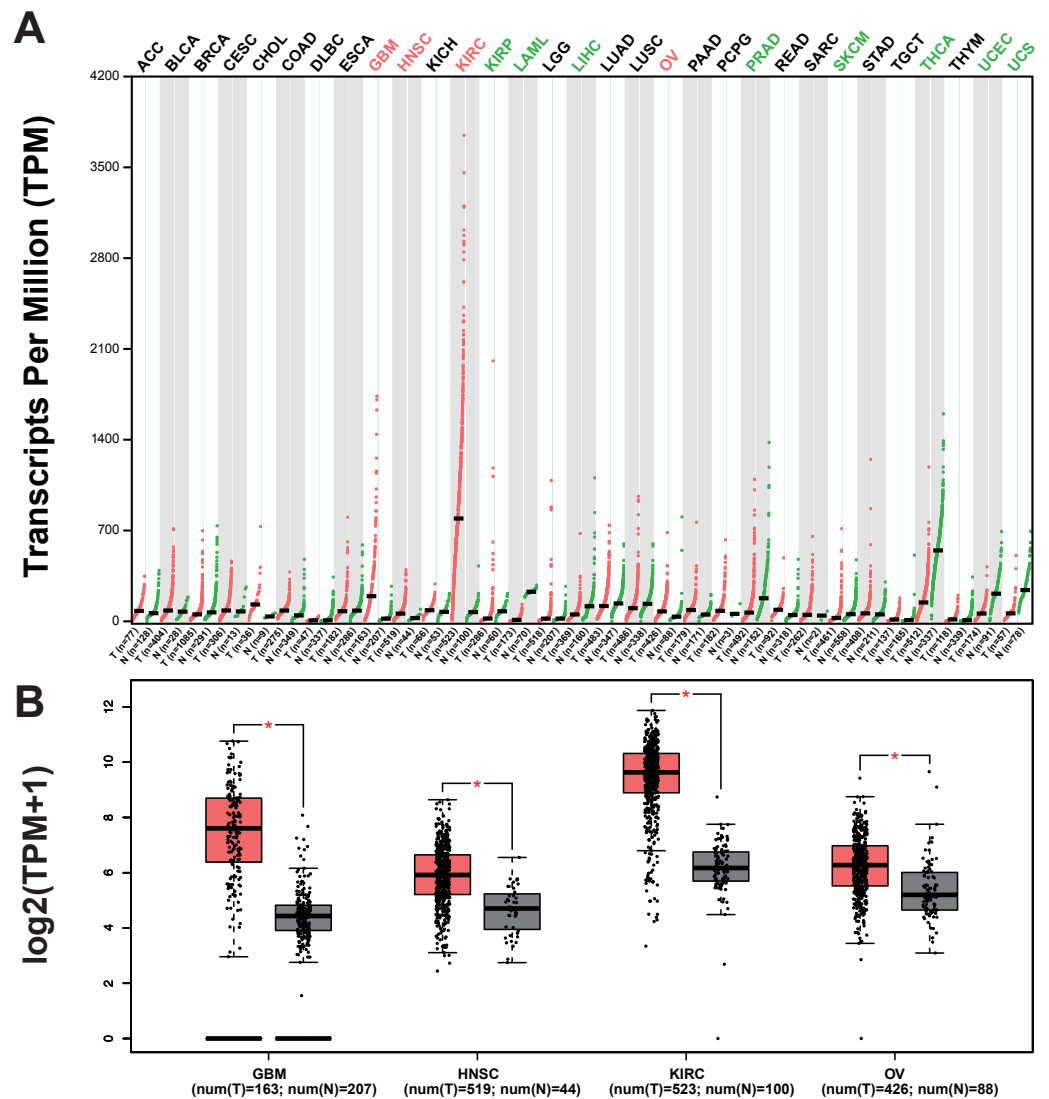 A
ACC BLCA BRCA CESC CHOL COAD DLBC ESCA GBM HNSC KICH KIRC KIRP LAML LGG LIHC LUAD LUSC OV PAAD PCPG PRAD READ SARC SKCM STAD TGCT THCA THYM UCEC UCS
Transcripts Per Million (TPM)
4200
3500
2800
2100
1400
700
0
T (n=77)
N (n=128)
T (n=404)
N (n=28)
T (n=1085)
N (n=291)
T (n=306)
N (n=13)
T (n=36)
N (n=9)
T (n=275)
N (n=349)
T (n=47)
N (n=337)
T (n=182)
N (n=286)
T (n=163)
N (n=207)
T (n=519)
N (n=44)
T (n=66)
N (n=53)
T (n=523)
N (n=100)
T (n=286)
N (n=60)
T (n=173)
N (n=70)
T (n=518)
N (n=207)
T (n=369)
N (n=160)
T (n=483)
N (n=347)
T (n=486)
N (n=338)
T (n=426)
N (n=88)
T (n=179)
N (n=171)
T (n=182)
N (n=3)
T (n=492)
N (n=152)
T (n=92)
N (n=318)
T (n=262)
N (n=2)
T (n=461)
N (n=558)
T (n=408)
N (n=211)
T (n=137)
N (n=165)
T (n=512)
N (n=337)
T (n=118)
N (n=339)
T (n=174)
N (n=91)
T (n=57)
N (n=78)
B
log2(TPM+1)
12
10
8
6
4
2
0
* * * *
GBM HNSC KIRC OV
(num(T)=163; num(N)=207) (num(T)=519; num(N)=44) (num(T)=523; num(N)=100) (num(T)=426; num(N)=88)